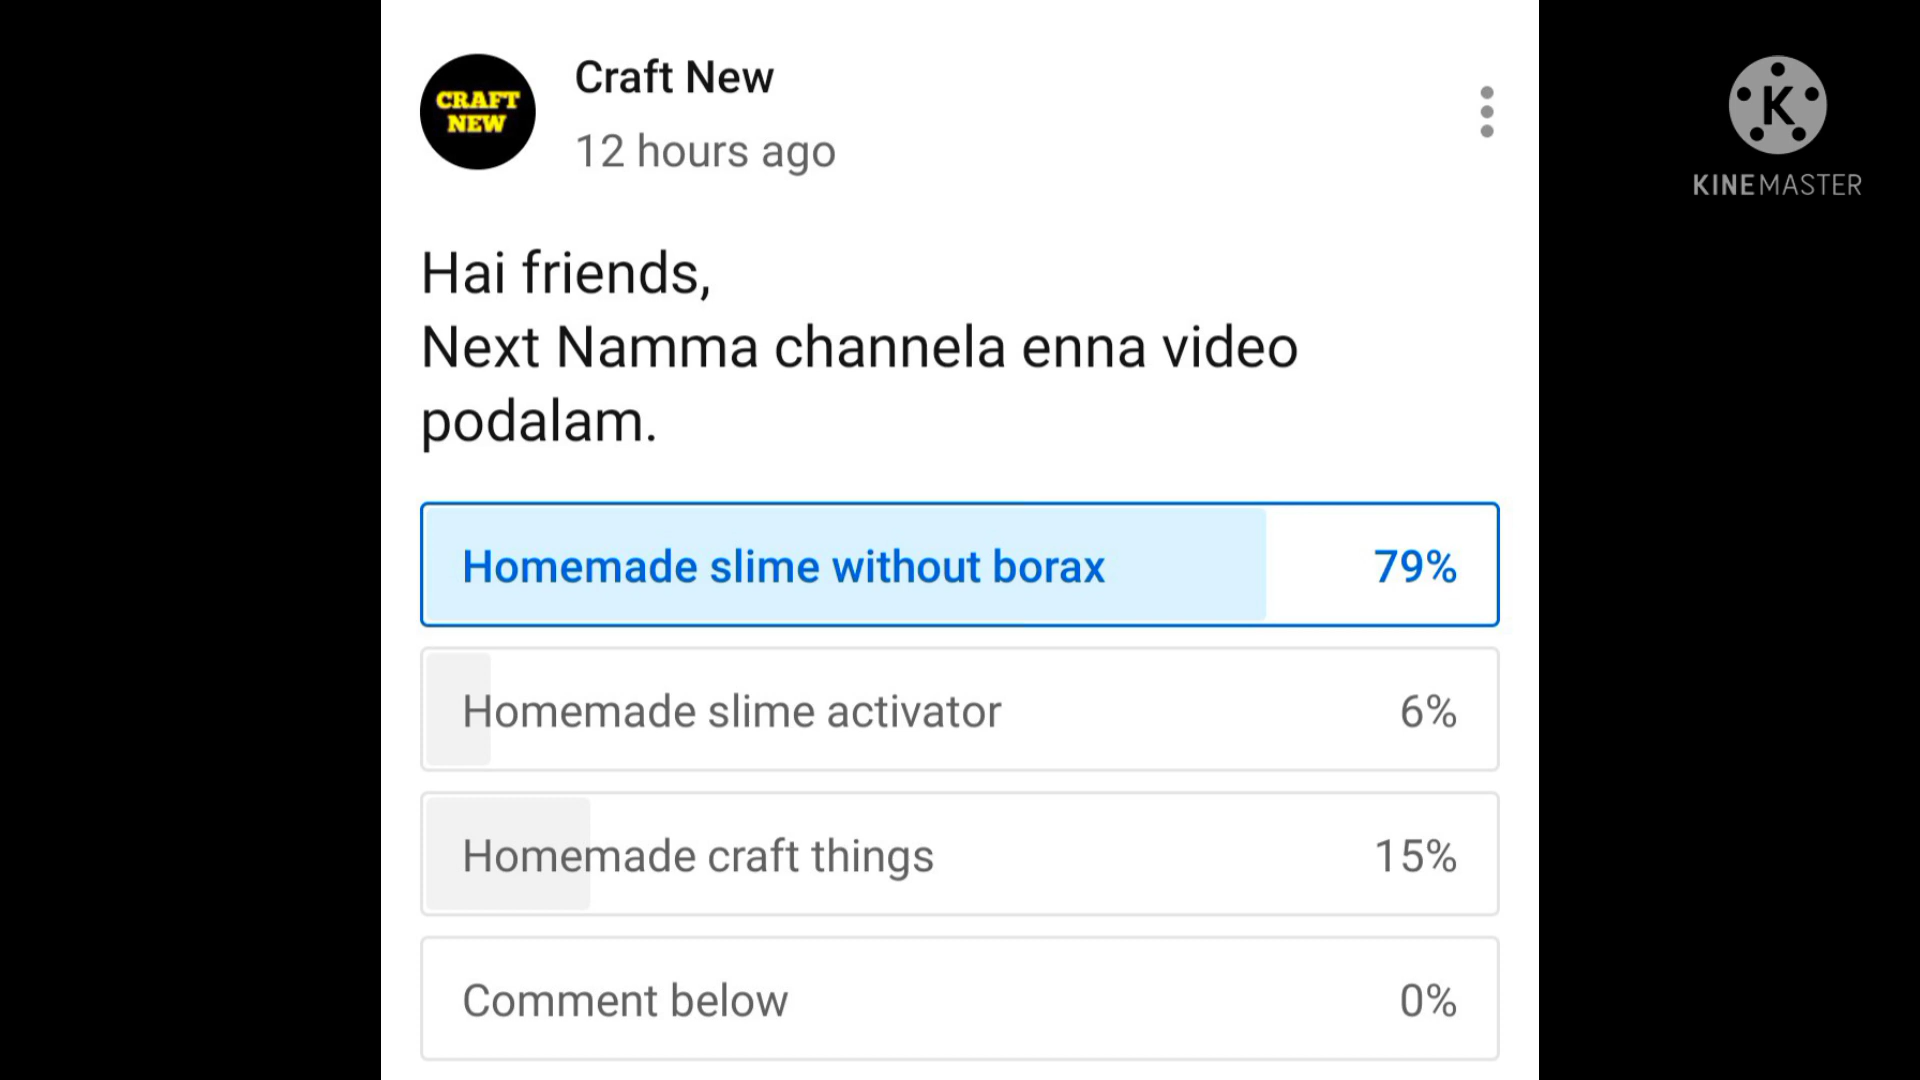 CRAFT
NEW
Craft New
12 hours ago
K
KINEMASTER
Hai friends,
Next Namma channela enna video
podalam.
Homemade slime without borax 79%
Homemade slime activator 6%
Homemade craft things 15%
Comment below 0%